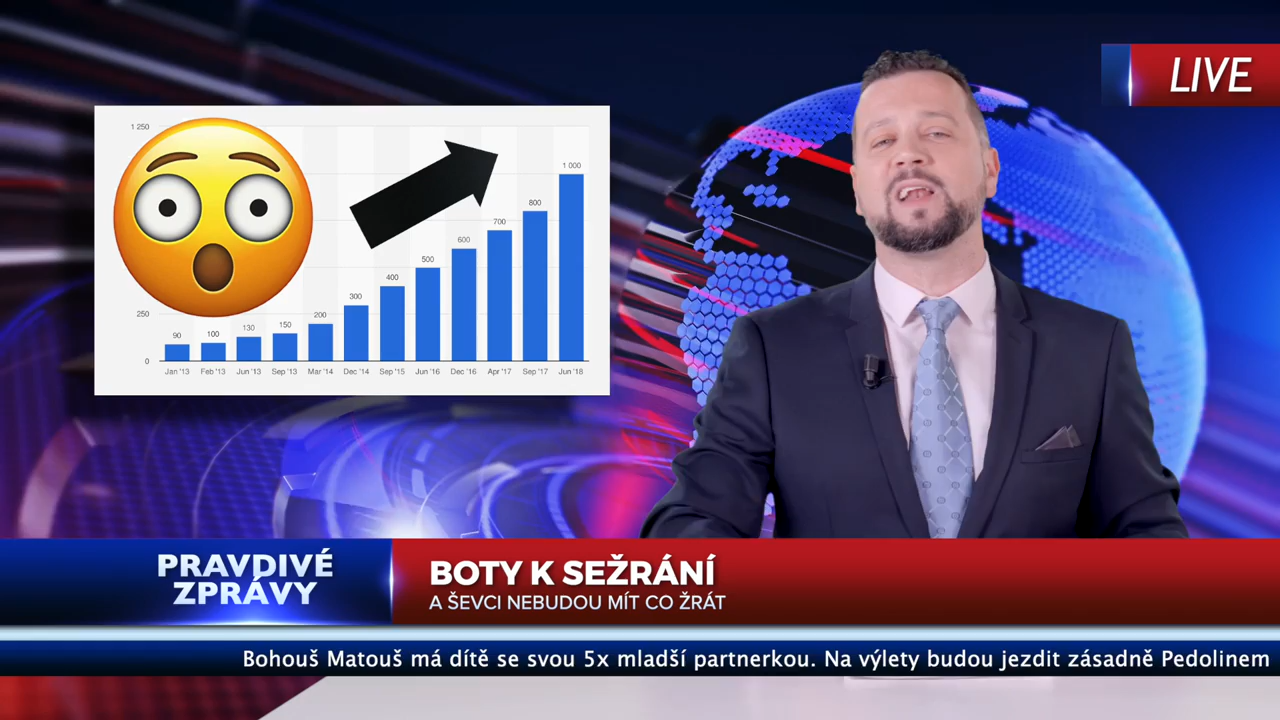 LIVE
1 250
250
0
90
100
130
150
200
300
400
500
600
700
800
1 000
Jan '13
Feb '13
Jun '13
Sep '13
Mar '14
Dec '14
Sep '15
Jun '16
Dec '16
Apr '17
Sep '17
Jun '18
PRAVDIVÉ
ZPRÁVY
BOTY K SEŽRÁNÍ
A ŠEVCI NEBUDOU MÍT CO ŽRÁT
Bohouš Matouš má dítě se svou 5x mladší partnerkou. Na výlety budou jezdit zásadně Pedolinem